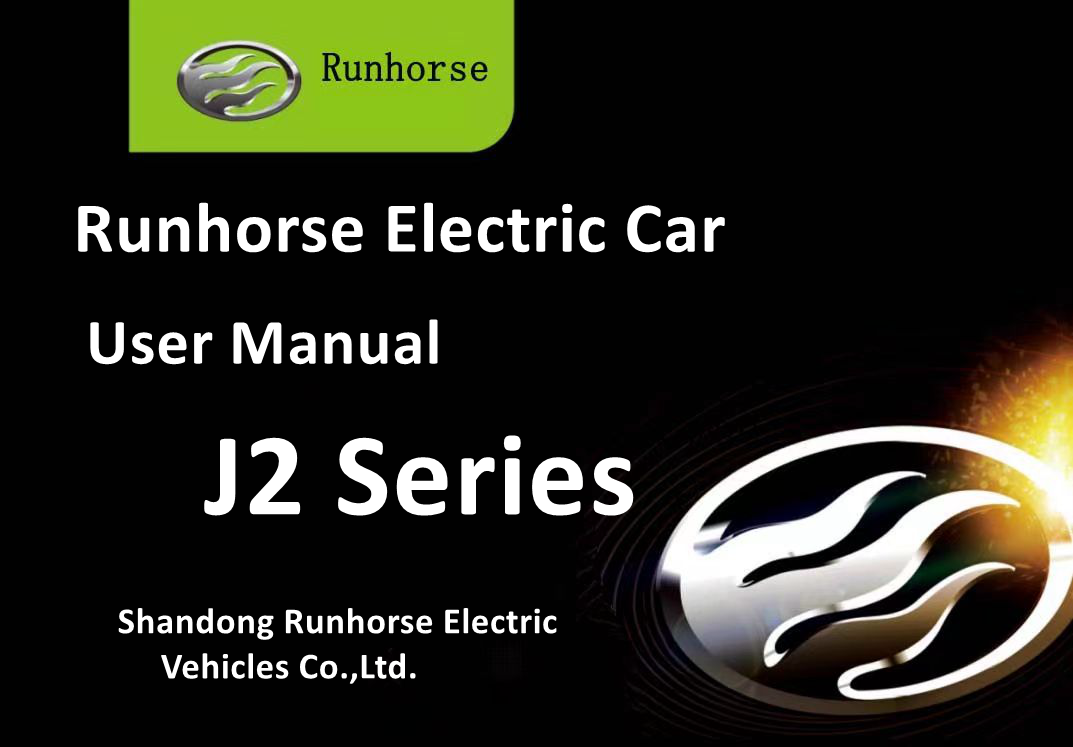 Runhorse
Runhorse Electric Car
User Manual
J2 Series
Shandong Runhorse Electric
Vehicles Co.,Ltd.